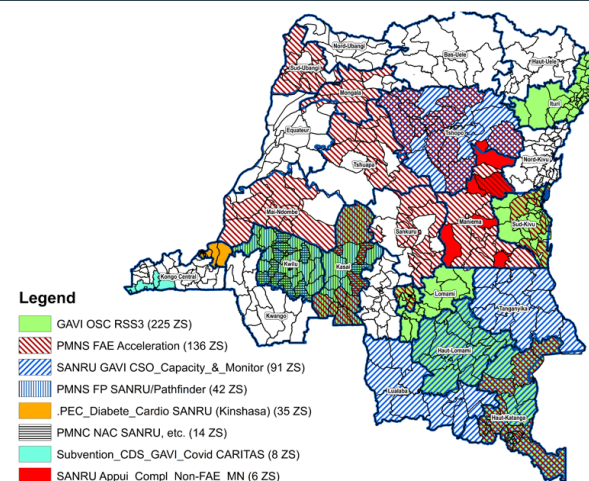 Nord-Ubangi
Bas-Uele
Haut-Uele
Sud-Ubangi
Mongala
Ituri
Equateur
Tshopo
Nord-Kivu
Tshuapa
Mai-Ndombe
Maniema
Sud-Kivu
Sankuru
Kwilu
Kasai
Kongo Central
Lomami
Tanganyika
Kwango
Haut-Lomami
Lualaba
Haut-Katanga
Legend
GAVI OSC RSS3 (225 ZS)
PMNS FAE Acceleration (136 ZS)
SANRU GAVI CSO_Capacity_&_Monitor (91 ZS)
PMNS FP SANRU/Pathfinder (42 ZS)
.PEC_Diabete_Cardio SANRU (Kinshasa) (35 ZS)
PMNC NAC SANRU, etc. (14 ZS)
Subvention_CDS_GAVI_Covid CARITAS (8 ZS)
SANRU Appui_Compl_Non-FAE_MN (6 ZS)